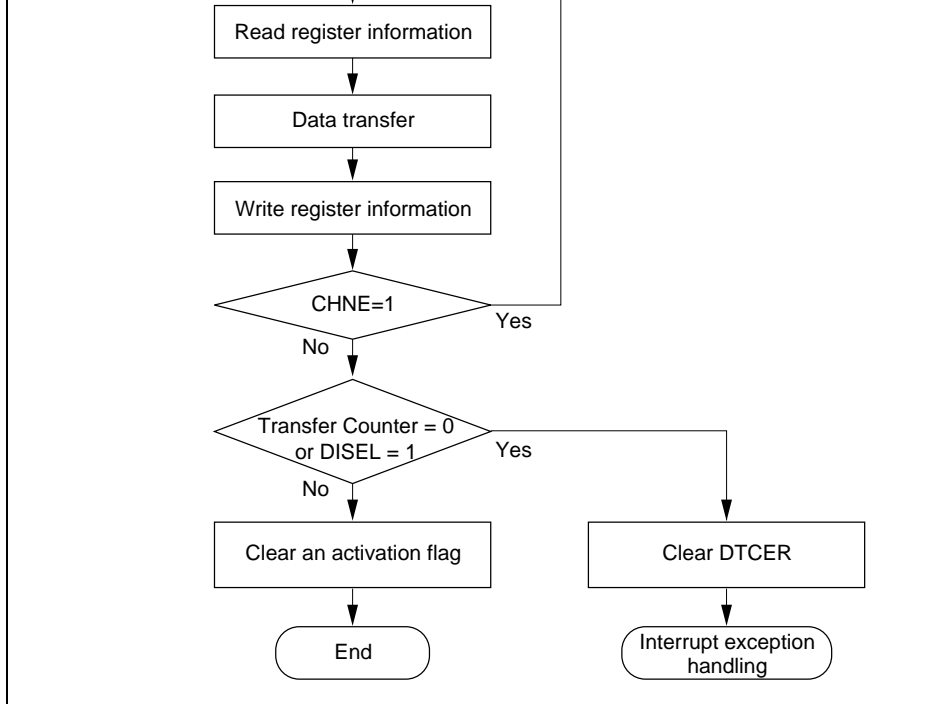 Read register information
Data transfer
Write register information
CHNE=1
Yes
No
Transfer Counter = 0
or DISEL = 1
Yes
No
Clear an activation flag
Clear DTCER
End
Interrupt exception
handling